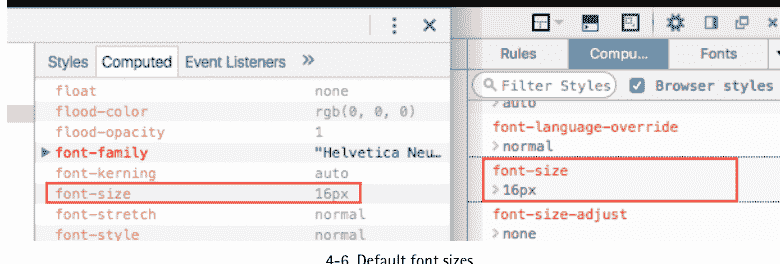 Styles Computed Event Listeners »
float none
flood-color rgb(0, 0, 0)
flood-opacity 1
font-family "Helvetica Neu…
font-kerning auto
font-size 16px
font-stretch normal
font-style normal
Rules Compu… Fonts
Filter Styles Browser styles
auto
font-language-override
normal
font-size
16px
font-size-adjust
none
4-6 Default font sizes